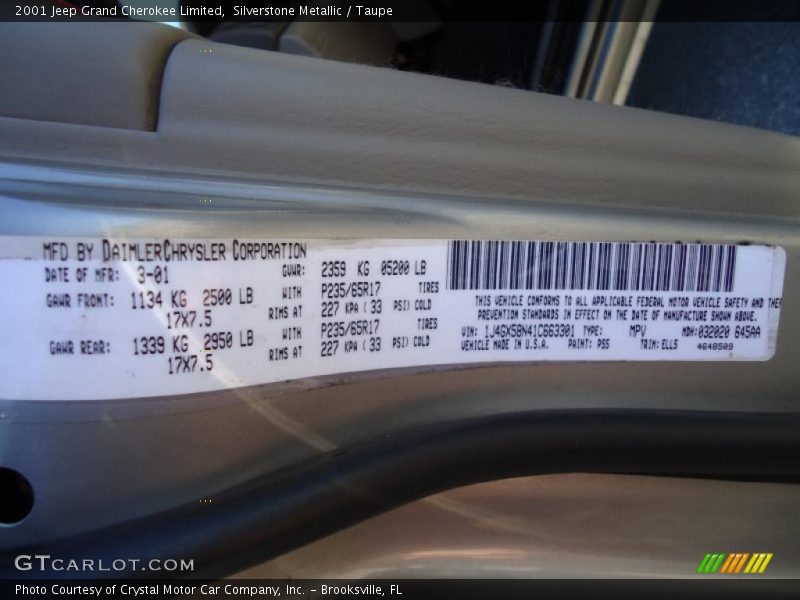 2001 Jeep Grand Cherokee Limited, Silverstone Metallic / Taupe
MFD BY DAIMLERCHRYSLER CORPORATION
DATE OF MFR: 3-01 GVWR: 2359 KG 05200 LB
GAWR FRONT: 1134 KG 2500 LB WITH P235/65R17 TIRES
17X7.5 RIMS AT 227 KPA ( 33 PSI) COLD
GAWR REAR: 1339 KG 2950 LB WITH P235/65R17 TIRES
17X7.5 RIMS AT 227 KPA ( 33 PSI) COLD
THIS VEHICLE CONFORMS TO ALL APPLICABLE FEDERAL MOTOR VEHICLE SAFETY AND THEF
PREVENTION STANDARDS IN EFFECT ON THE DATE OF MANUFACTURE SHOWN ABOVE.
VIN: 1J4GX58N41C663301 TYPE: MPV MDH:032020 645AA
VEHICLE MADE IN U.S.A. PAINT: PS5 TRIM: ELL5 4648509
GTCARLOT.COM
Photo Courtesy of Crystal Motor Car Company, Inc. – Brooksville, FL